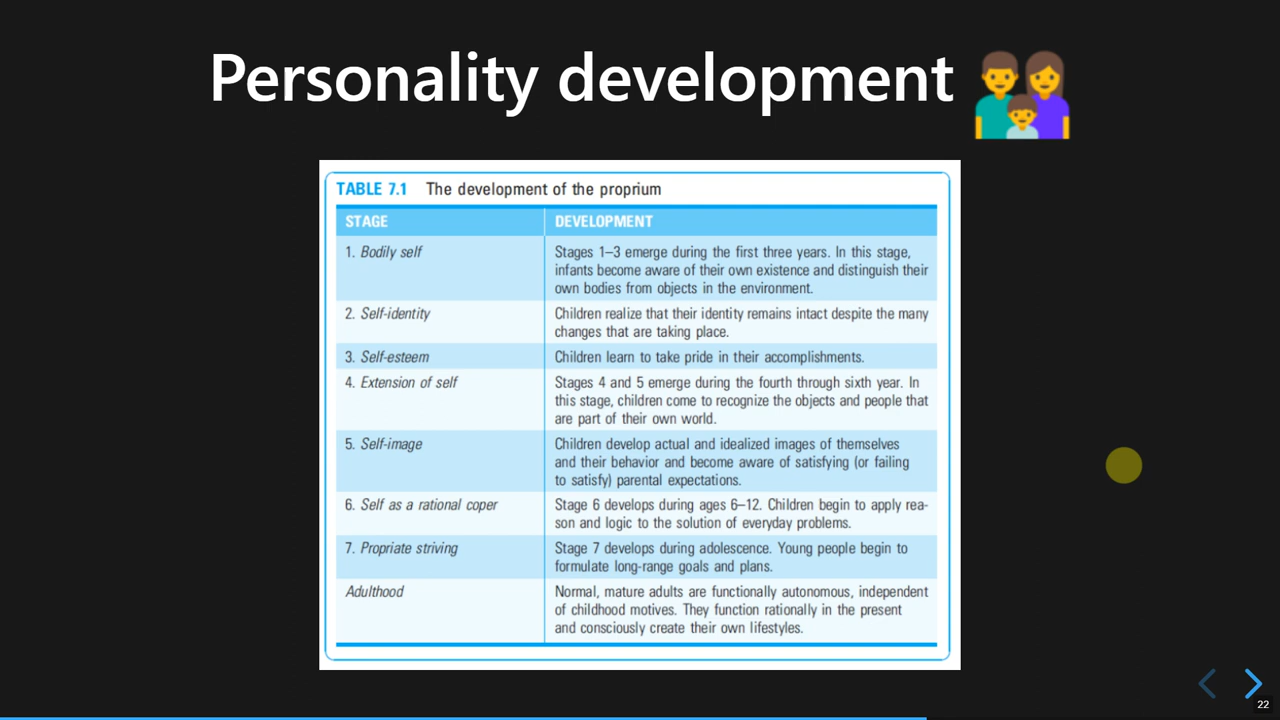 Personality development
TABLE 7.1 The development of the proprium
STAGE DEVELOPMENT
1. Bodily self Stages 1–3 emerge during the first three years. In this stage,
infants become aware of their own existence and distinguish their
own bodies from objects in the environment.
2. Self-identity Children realize that their identity remains intact despite the many
changes that are taking place.
3. Self-esteem Children learn to take pride in their accomplishments.
4. Extension of self Stages 4 and 5 emerge during the fourth through sixth year. In
this stage, children come to recognize the objects and people that
are part of their own world.
5. Self-image Children develop actual and idealized images of themselves
and their behavior and become aware of satisfying (or failing
to satisfy) parental expectations.
6. Self as a rational coper Stage 6 develops during ages 6–12. Children begin to apply rea-
son and logic to the solution of everyday problems.
7. Propriate striving Stage 7 develops during adolescence. Young people begin to
formulate long-range goals and plans.
Adulthood Normal, mature adults are functionally autonomous, independent
of childhood motives. They function rationally in the present
and consciously create their own lifestyles.
22